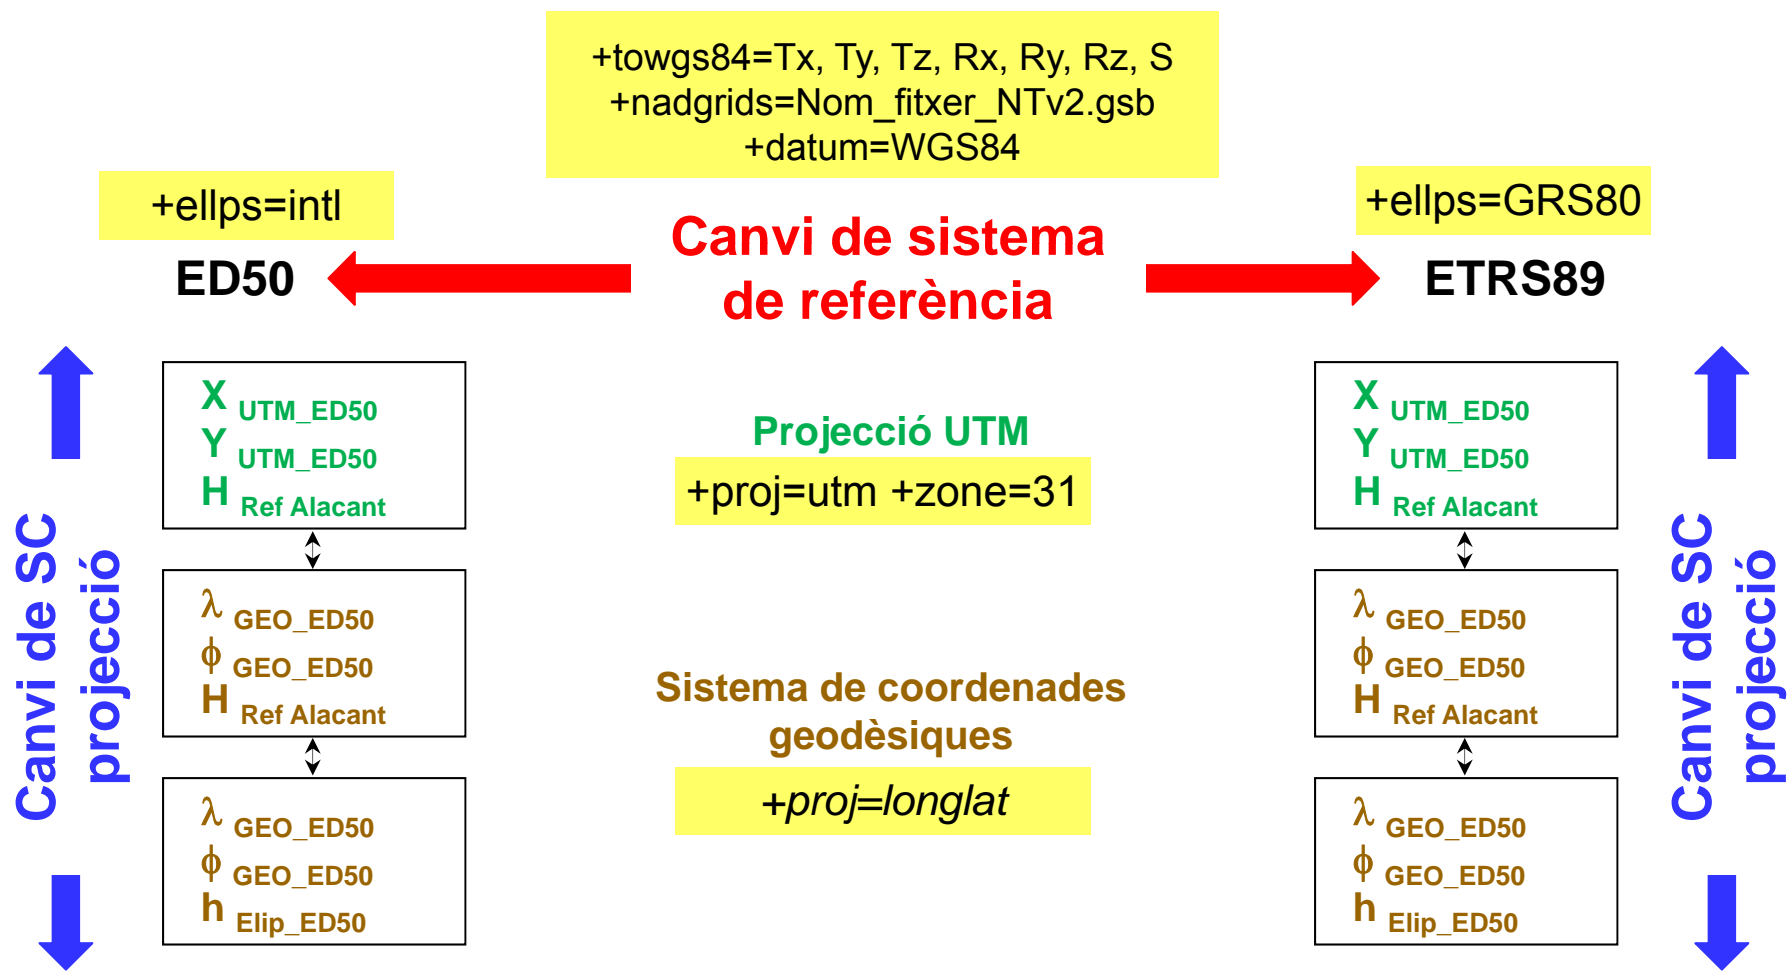 +towgs84=Tx, Ty, Tz, Rx, Ry, Rz, S
+nadgrids=Nom_fitxer_NTv2.gsb
+datum=WGS84
+ellps=intl
+ellps=GRS80
Canvi de sistema
de referència
ED50
ETRS89
Canvi de SC
projecció
X UTM_ED50
Y UTM_ED50
H Ref Alacant
λ GEO_ED50
ϕ GEO_ED50
H Ref Alacant
λ GEO_ED50
ϕ GEO_ED50
h Elip_ED50
Projecció UTM
+proj=utm +zone=31
Sistema de coordenades
geodèsiques
+proj=longlat
X UTM_ED50
Y UTM_ED50
H Ref Alacant
λ GEO_ED50
ϕ GEO_ED50
H Ref Alacant
λ GEO_ED50
ϕ GEO_ED50
h Elip_ED50
Canvi de SC
projecció